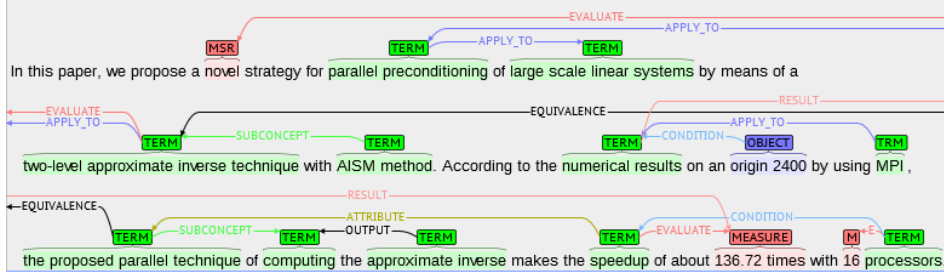 EVALUATE
APPLY_TO
MSR TERM APPLY_TO TERM
In this paper, we propose a novel strategy for parallel preconditioning of large scale linear systems by means of a
RESULT
EVALUATE EQUIVALENCE
APPLY_TO APPLY_TO
TERM SUBCONCEPT TERM TERM CONDITION OBJECT TRM
two-level approximate inverse technique with AISM method. According to the numerical results on an origin 2400 by using MPI ,
RESULT
EQUIVALENCE ATTRIBUTE CONDITION
TERM SUBCONCEPT TERM OUTPUT TERM TERM EVALUATE MEASURE M E TERM
the proposed parallel technique of computing the approximate inverse makes the speedup of about 136.72 times with 16 processors